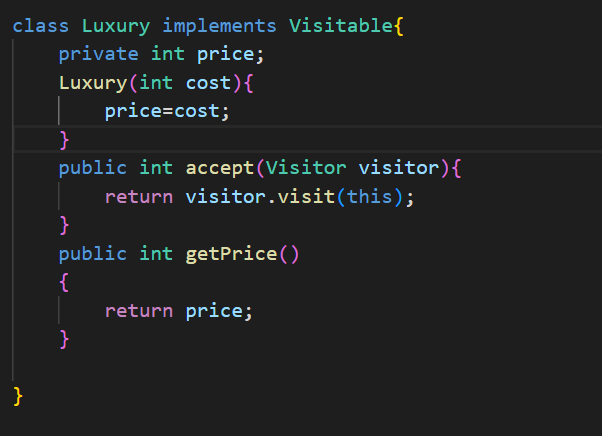 class Luxury implements Visitable{
    private int price;
    Luxury(int cost){
        price=cost;
    }
    public int accept(Visitor visitor){
        return visitor.visit(this);
    }
    public int getPrice()
    {
        return price;
    }
}